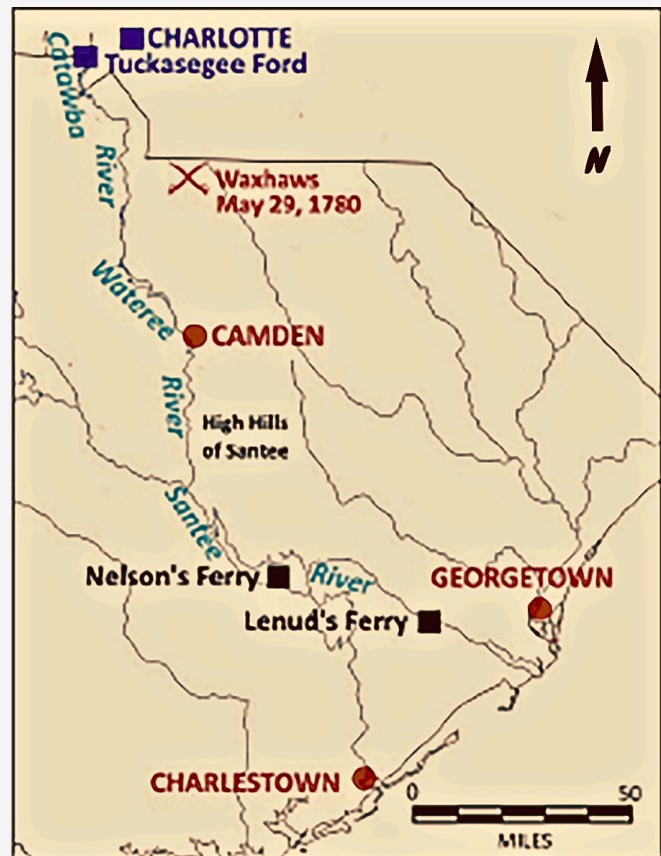 CHARLOTTE
Tuckasegee Ford
Catawba
River
N
Waxhaws
May 29, 1780
Wateree
CAMDEN
River
High Hills
of Santee
Santee
Nelson's Ferry
River
GEORGETOWN
Lenud's Ferry
CHARLESTOWN
0 50
MILES